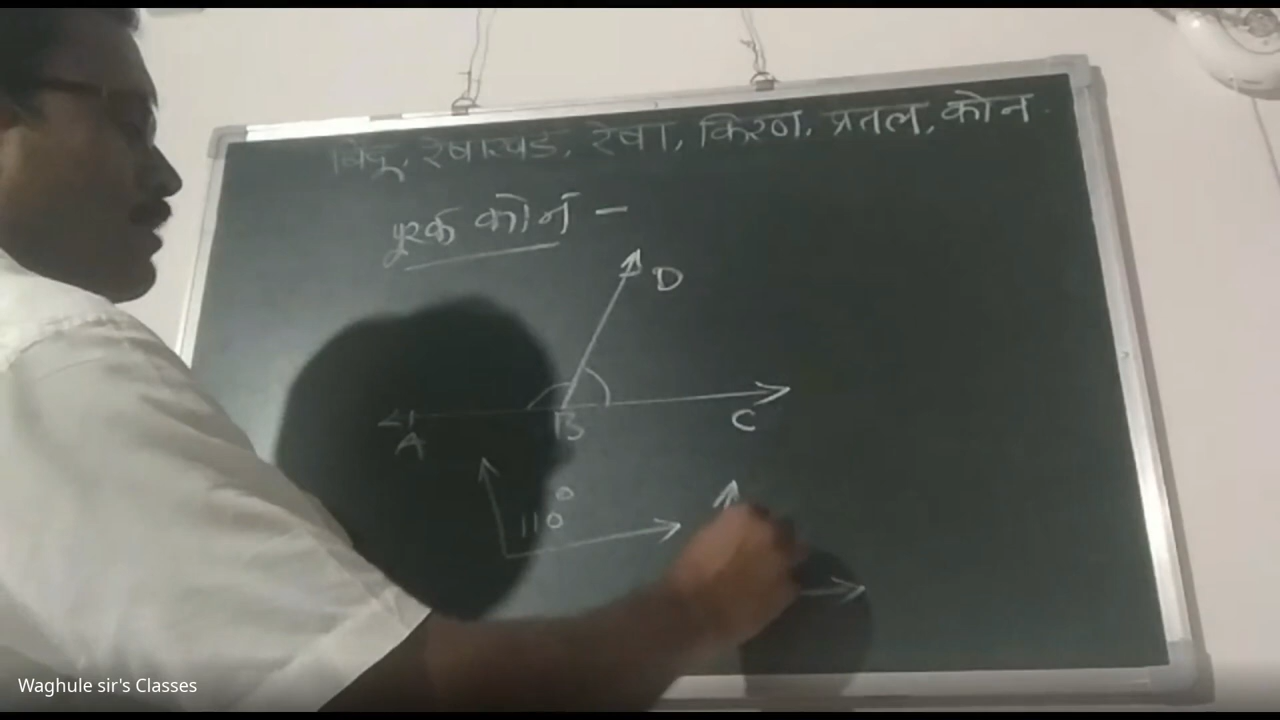 बिंदू, रेषाखंड, रेषा, किरण, प्रतल, कोन.
पूरक कोन -
D
A B C
110°
Waghule sir's Classes